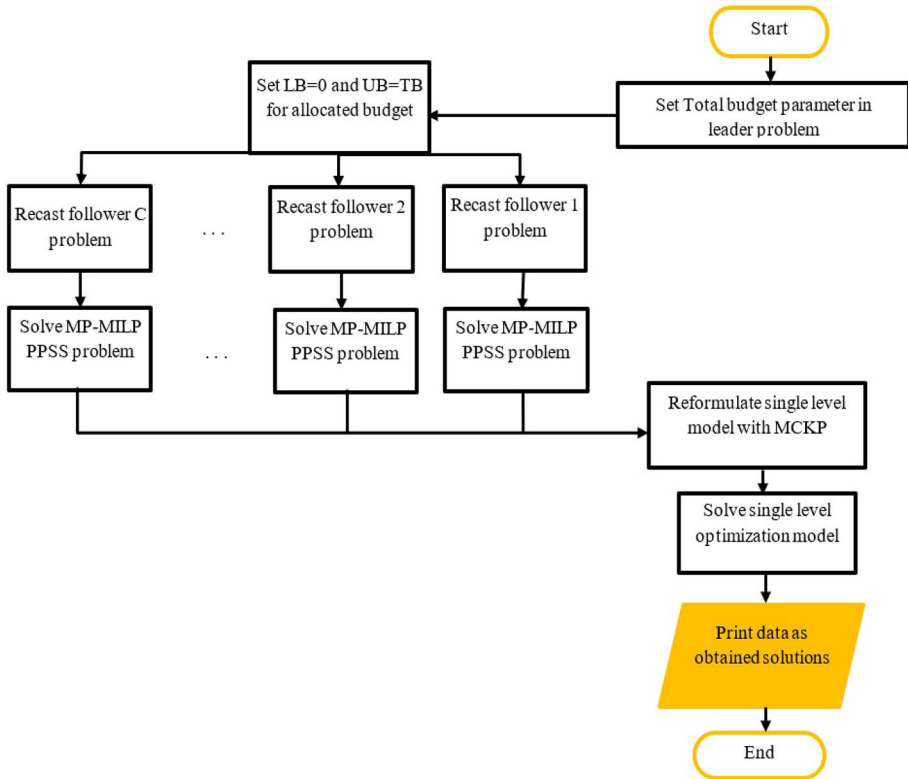 Start
Set Total budget parameter in
leader problem
Set LB=0 and UB=TB
for allocated budget
Recast follower C
problem
. . .
Recast follower 2
problem
Recast follower 1
problem
Solve MP-MILP
PPSS problem
. . .
Solve MP-MILP
PPSS problem
Solve MP-MILP
PPSS problem
Reformulate single level
model with MCKP
Solve single level
optimization model
Print data as
obtained solutions
End